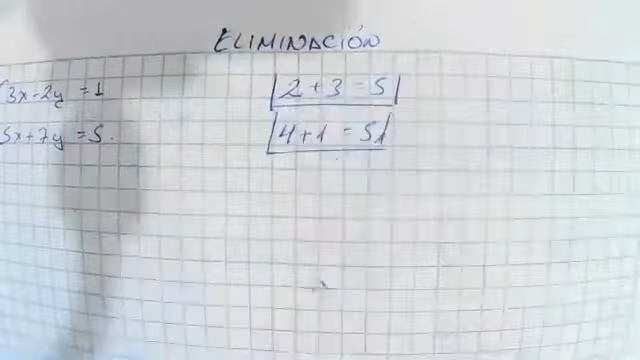 ELIMINACIÓN
3x-2y = 1
5x+7y = 5.
2 + 3 = 5
4 + 1 = 5